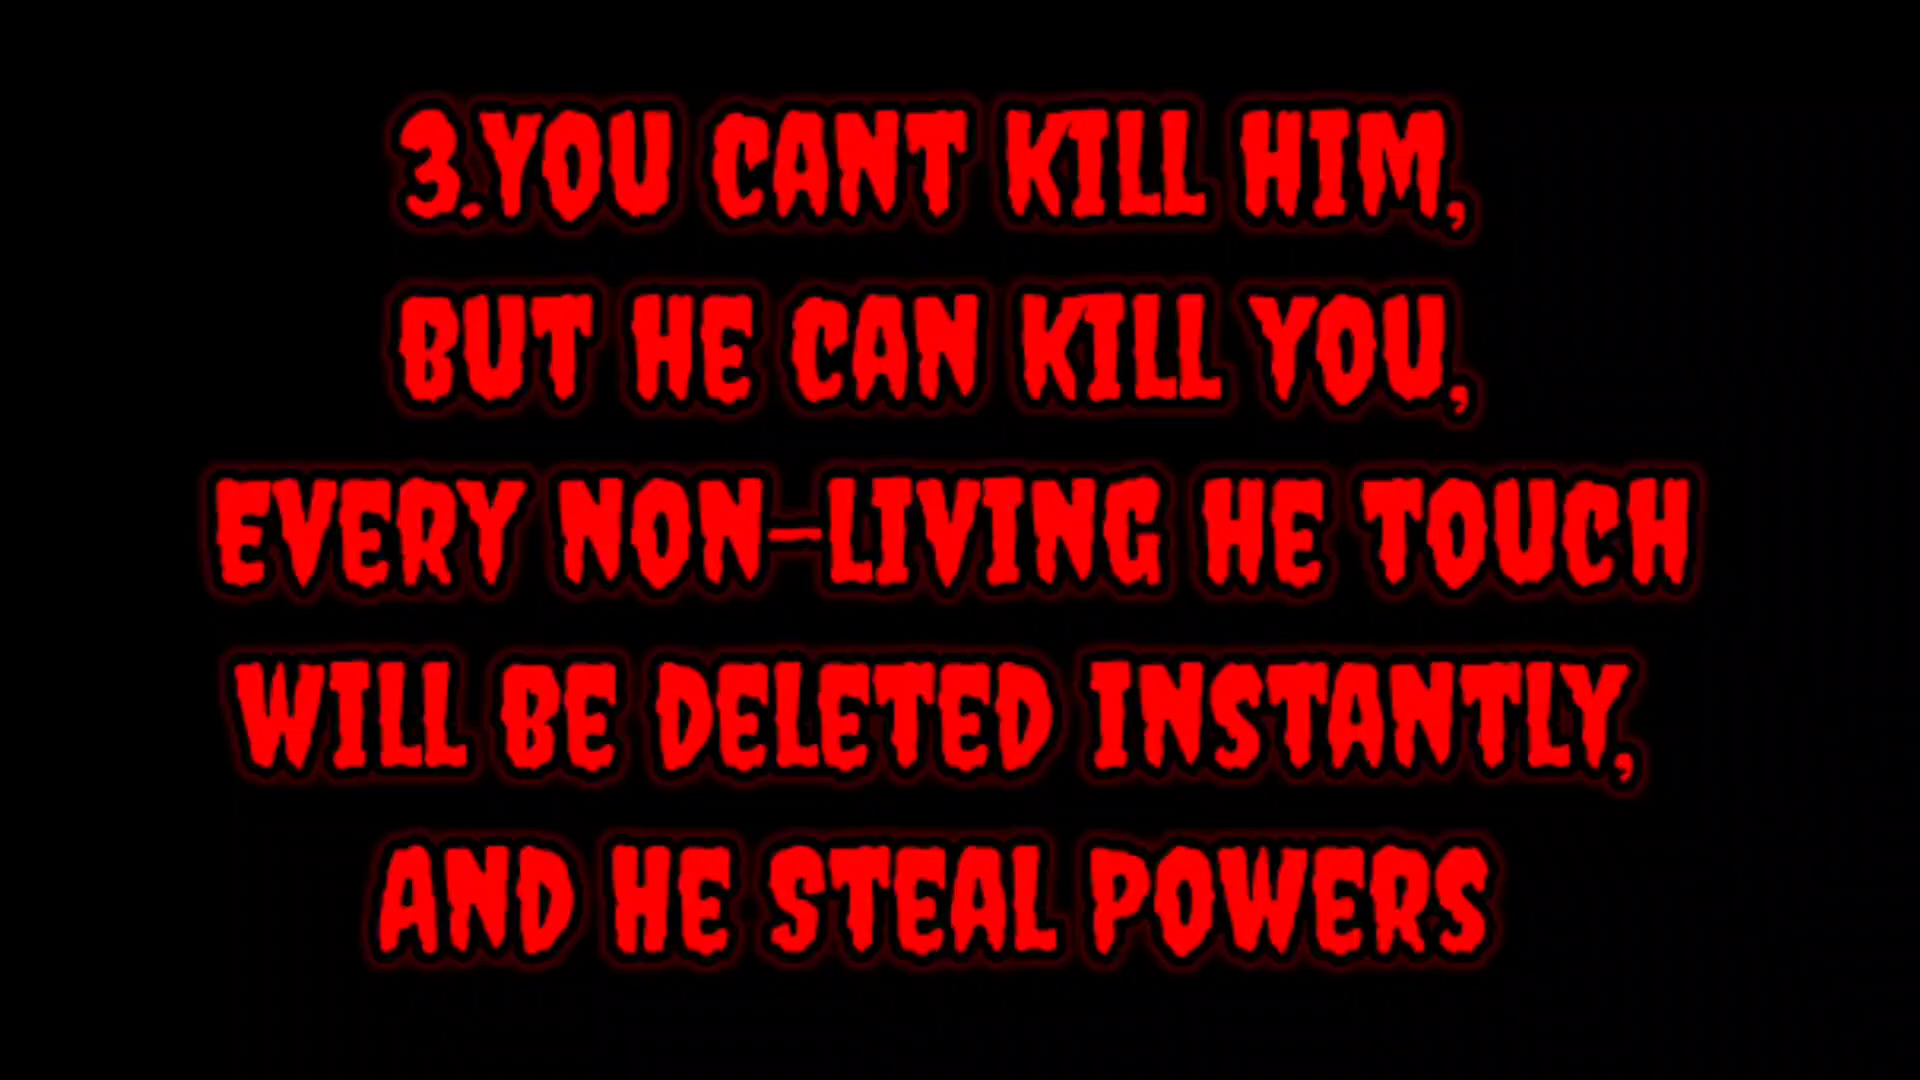 3.YOU CANT KILL HIM,
BUT HE CAN KILL YOU,
EVERY NON-LIVING HE TOUCH
WILL BE DELETED INSTANTLY,
AND HE STEAL POWERS